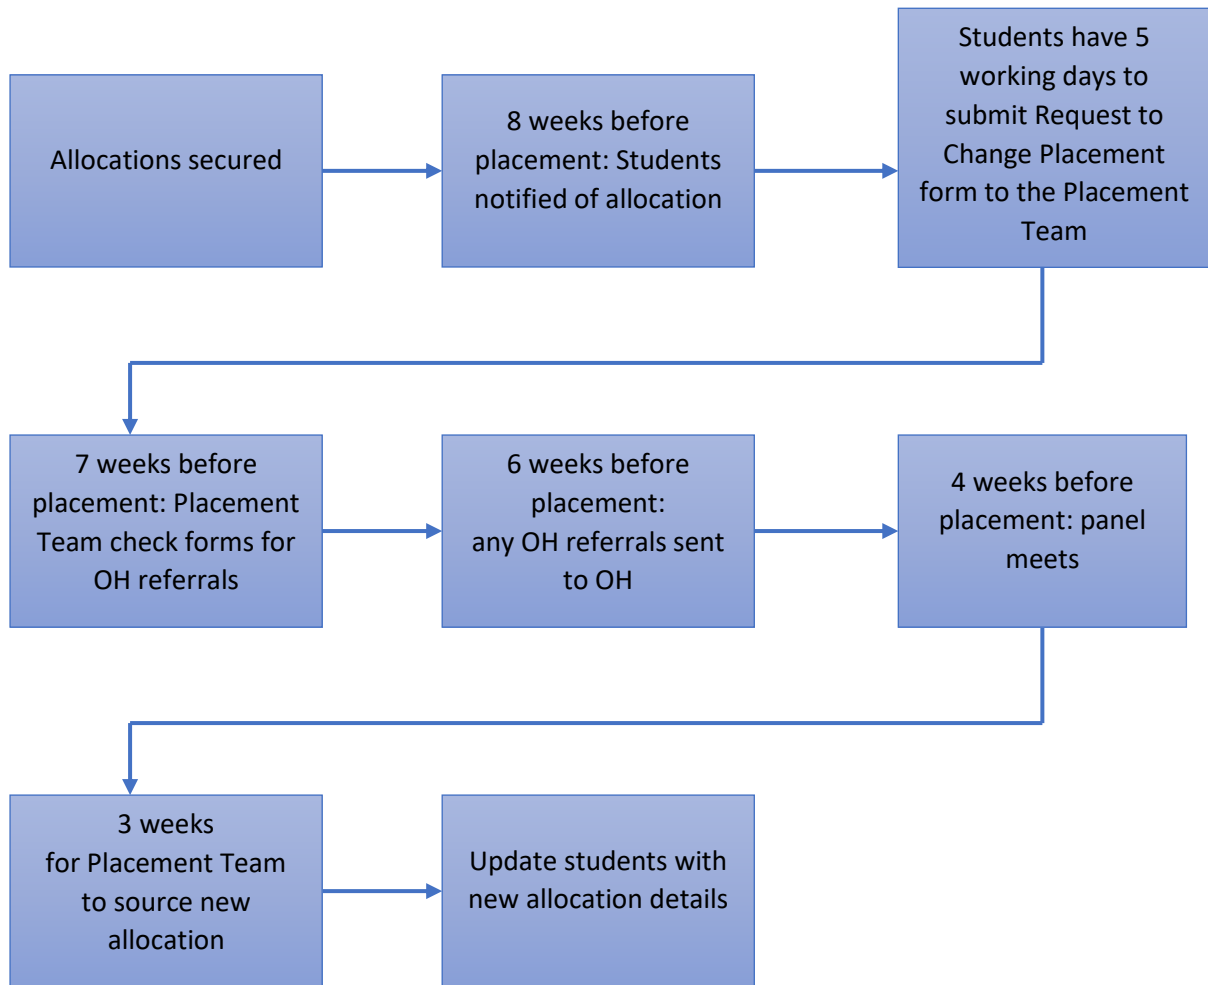 Allocations secured
8 weeks before
placement: Students
notified of allocation
Students have 5
working days to
submit Request to
Change Placement
form to the Placement
Team
7 weeks before
placement: Placement
Team check forms for
OH referrals
6 weeks before
placement:
any OH referrals sent
to OH
4 weeks before
placement: panel
meets
3 weeks
for Placement Team
to source new
allocation
Update students with
new allocation details